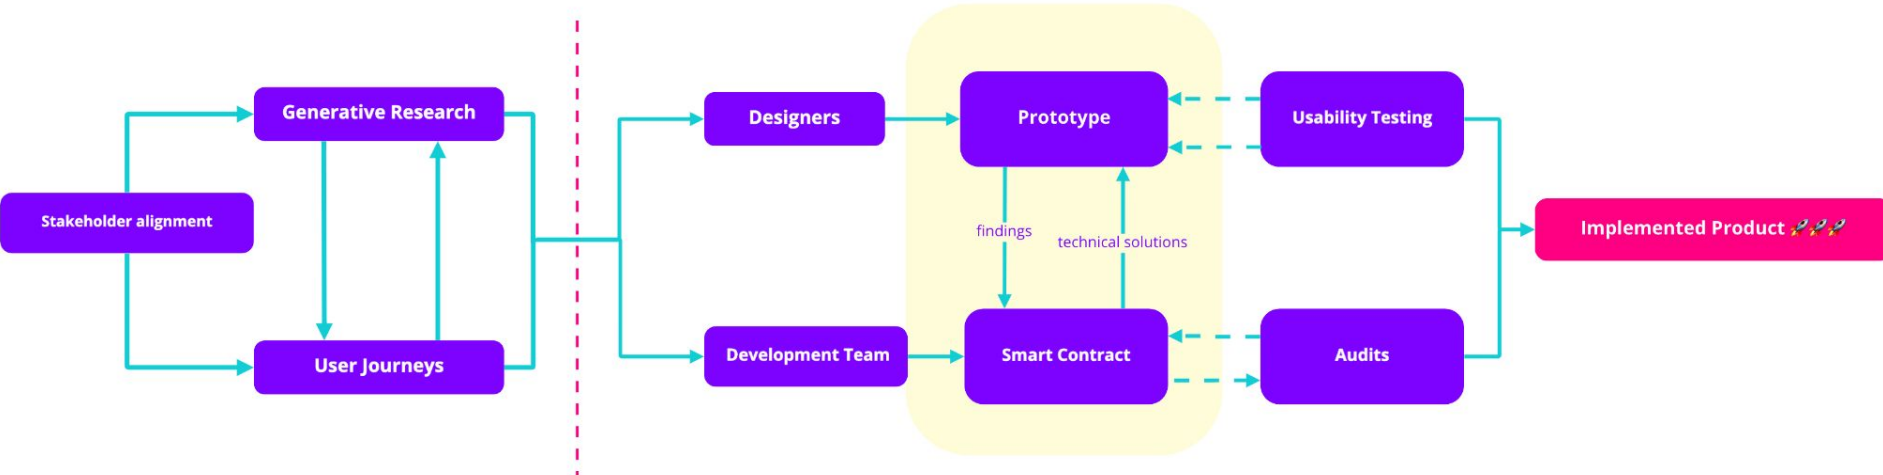 Stakeholder alignment
Generative Research
User Journeys
Designers
Development Team
Prototype
findings
technical solutions
Smart Contract
Usability Testing
Audits
Implemented Product 🚀🚀🚀